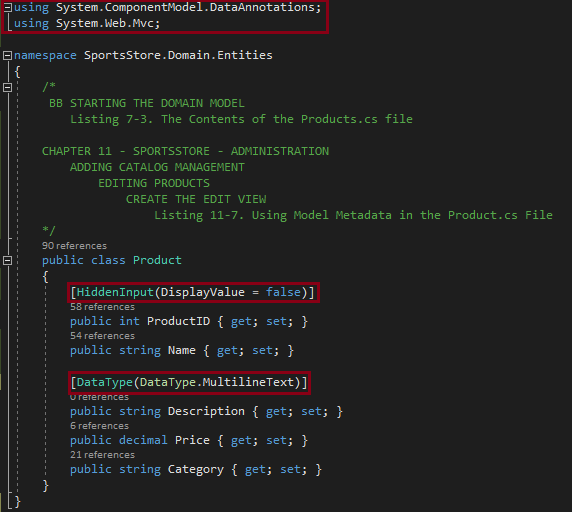 using System.ComponentModel.DataAnnotations;
using System.Web.Mvc;
namespace SportsStore.Domain.Entities
{
/*
BB STARTING THE DOMAIN MODEL
Listing 7-3. The Contents of the Products.cs file
CHAPTER 11 - SPORTSSTORE - ADMINISTRATION
ADDING CATALOG MANAGEMENT
EDITING PRODUCTS
CREATE THE EDIT VIEW
Listing 11-7. Using Model Metadata in the Product.cs File
*/
90 references
public class Product
{
[HiddenInput(DisplayValue = false)]
58 references
public int ProductID { get; set; }
54 references
public string Name { get; set; }
[DataType(DataType.MultilineText)]
0 references
public string Description { get; set; }
6 references
public decimal Price { get; set; }
21 references
public string Category { get; set; }
}
}